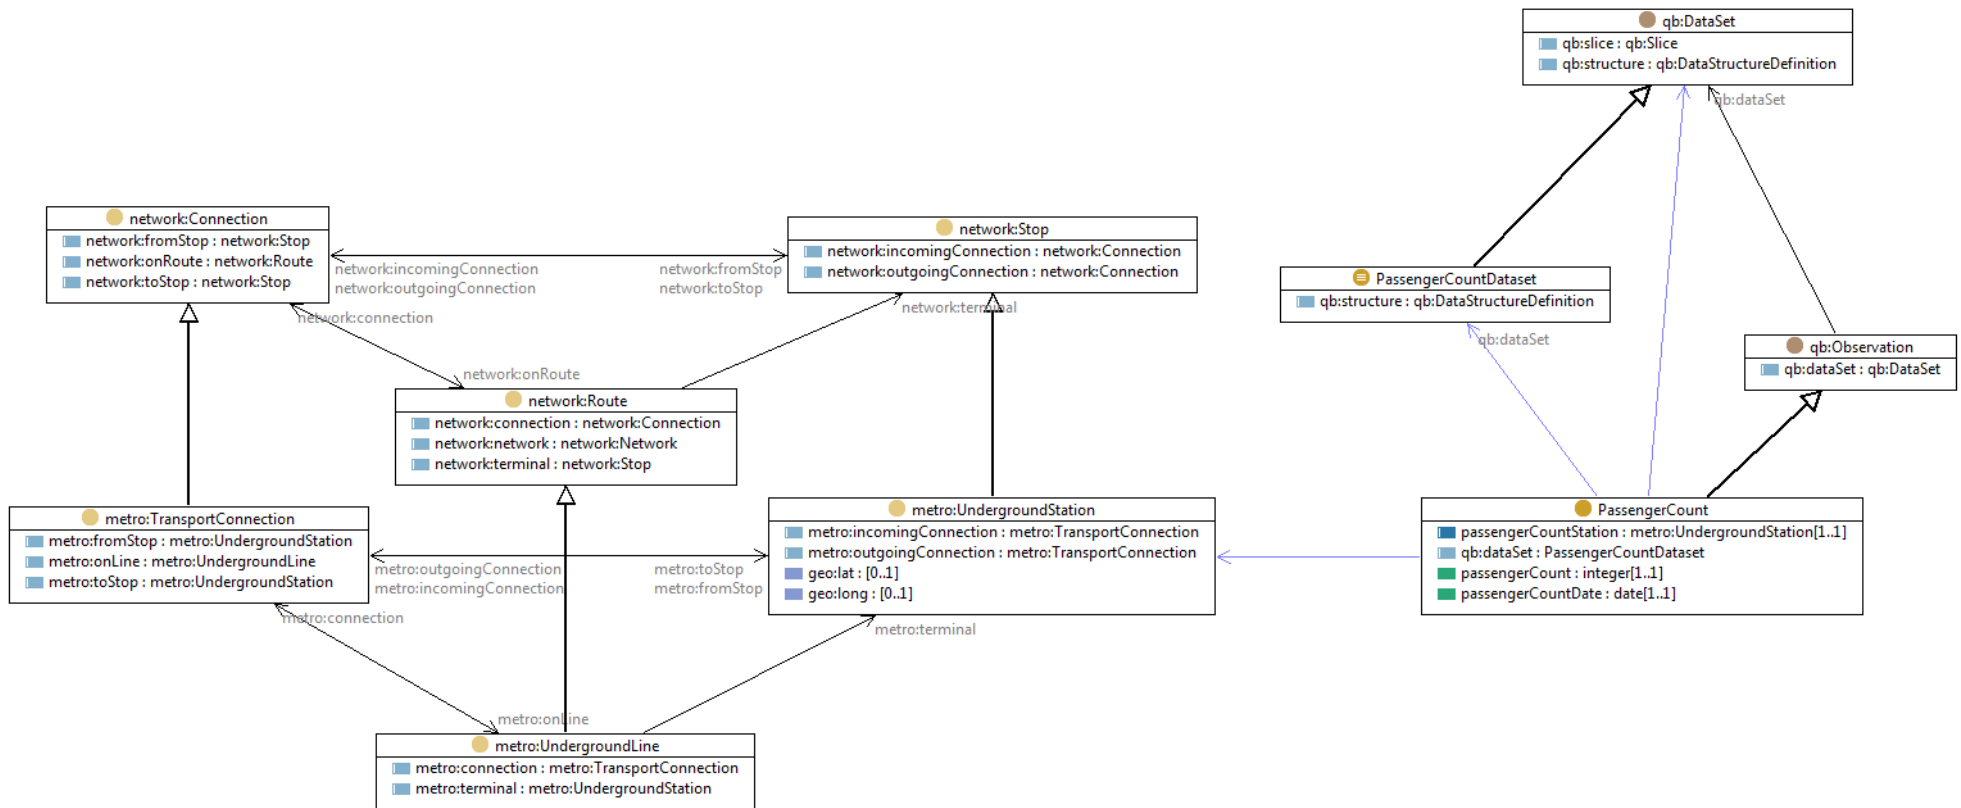 qb:DataSet
qb:slice : qb:Slice
qb:structure : qb:DataStructureDefinition
qb:dataSet
network:Connection
network:fromStop : network:Stop
network:onRoute : network:Route
network:toStop : network:Stop
network:Stop
network:incomingConnection : network:Connection
network:outgoingConnection : network:Connection
network:incomingConnection
network:outgoingConnection
network:fromStop
network:toStop
network:connection
network:terminal
network:onRoute
PassengerCountDataset
qb:structure : qb:DataStructureDefinition
qb:dataSet
qb:Observation
qb:dataSet : qb:DataSet
network:Route
network:connection : network:Connection
network:network : network:Network
network:terminal : network:Stop
metro:TransportConnection
metro:fromStop : metro:UndergroundStation
metro:onLine : metro:UndergroundLine
metro:toStop : metro:UndergroundStation
metro:UndergroundStation
metro:incomingConnection : metro:TransportConnection
metro:outgoingConnection : metro:TransportConnection
geo:lat : [0..1]
geo:long : [0..1]
PassengerCount
passengerCountStation : metro:UndergroundStation[1..1]
qb:dataSet : PassengerCountDataset
passengerCount : integer[1..1]
passengerCountDate : date[1..1]
metro:outgoingConnection
metro:incomingConnection
metro:toStop
metro:fromStop
metro:connection
metro:terminal
metro:onLine
metro:UndergroundLine
metro:connection : metro:TransportConnection
metro:terminal : metro:UndergroundStation